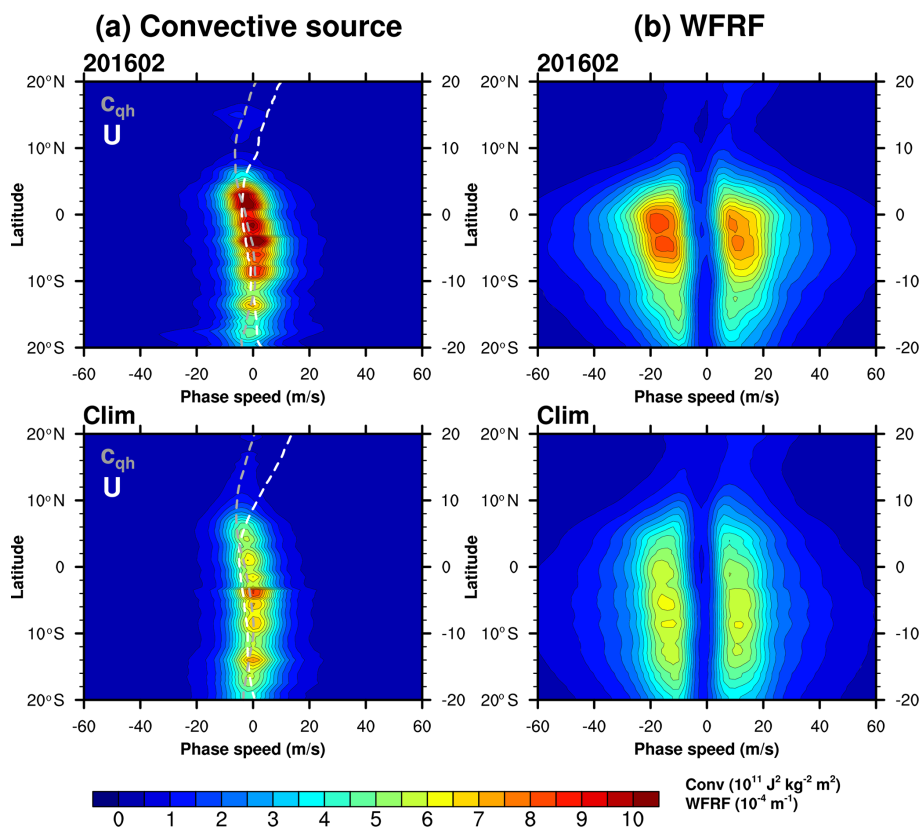 (a) Convective source
(b) WFRF
201602
201602
20°N
10°N
0
10°S
20°S
Latitude
c_qh
U
20
10
0
-10
-20
-60 -40 -20 0 20 40 60
Phase speed (m/s)
20°N
10°N
0
10°S
20°S
Latitude
20
10
0
-10
-20
-60 -40 -20 0 20 40 60
Phase speed (m/s)
Clim
Clim
20°N
10°N
0
10°S
20°S
Latitude
c_qh
U
20
10
0
-10
-20
-60 -40 -20 0 20 40 60
Phase speed (m/s)
20°N
10°N
0
10°S
20°S
Latitude
20
10
0
-10
-20
-60 -40 -20 0 20 40 60
Phase speed (m/s)
0 1 2 3 4 5 6 7 8 9 10
Conv (10¹¹ J² kg⁻² m²)
WFRF (10⁻⁴ m⁻¹)